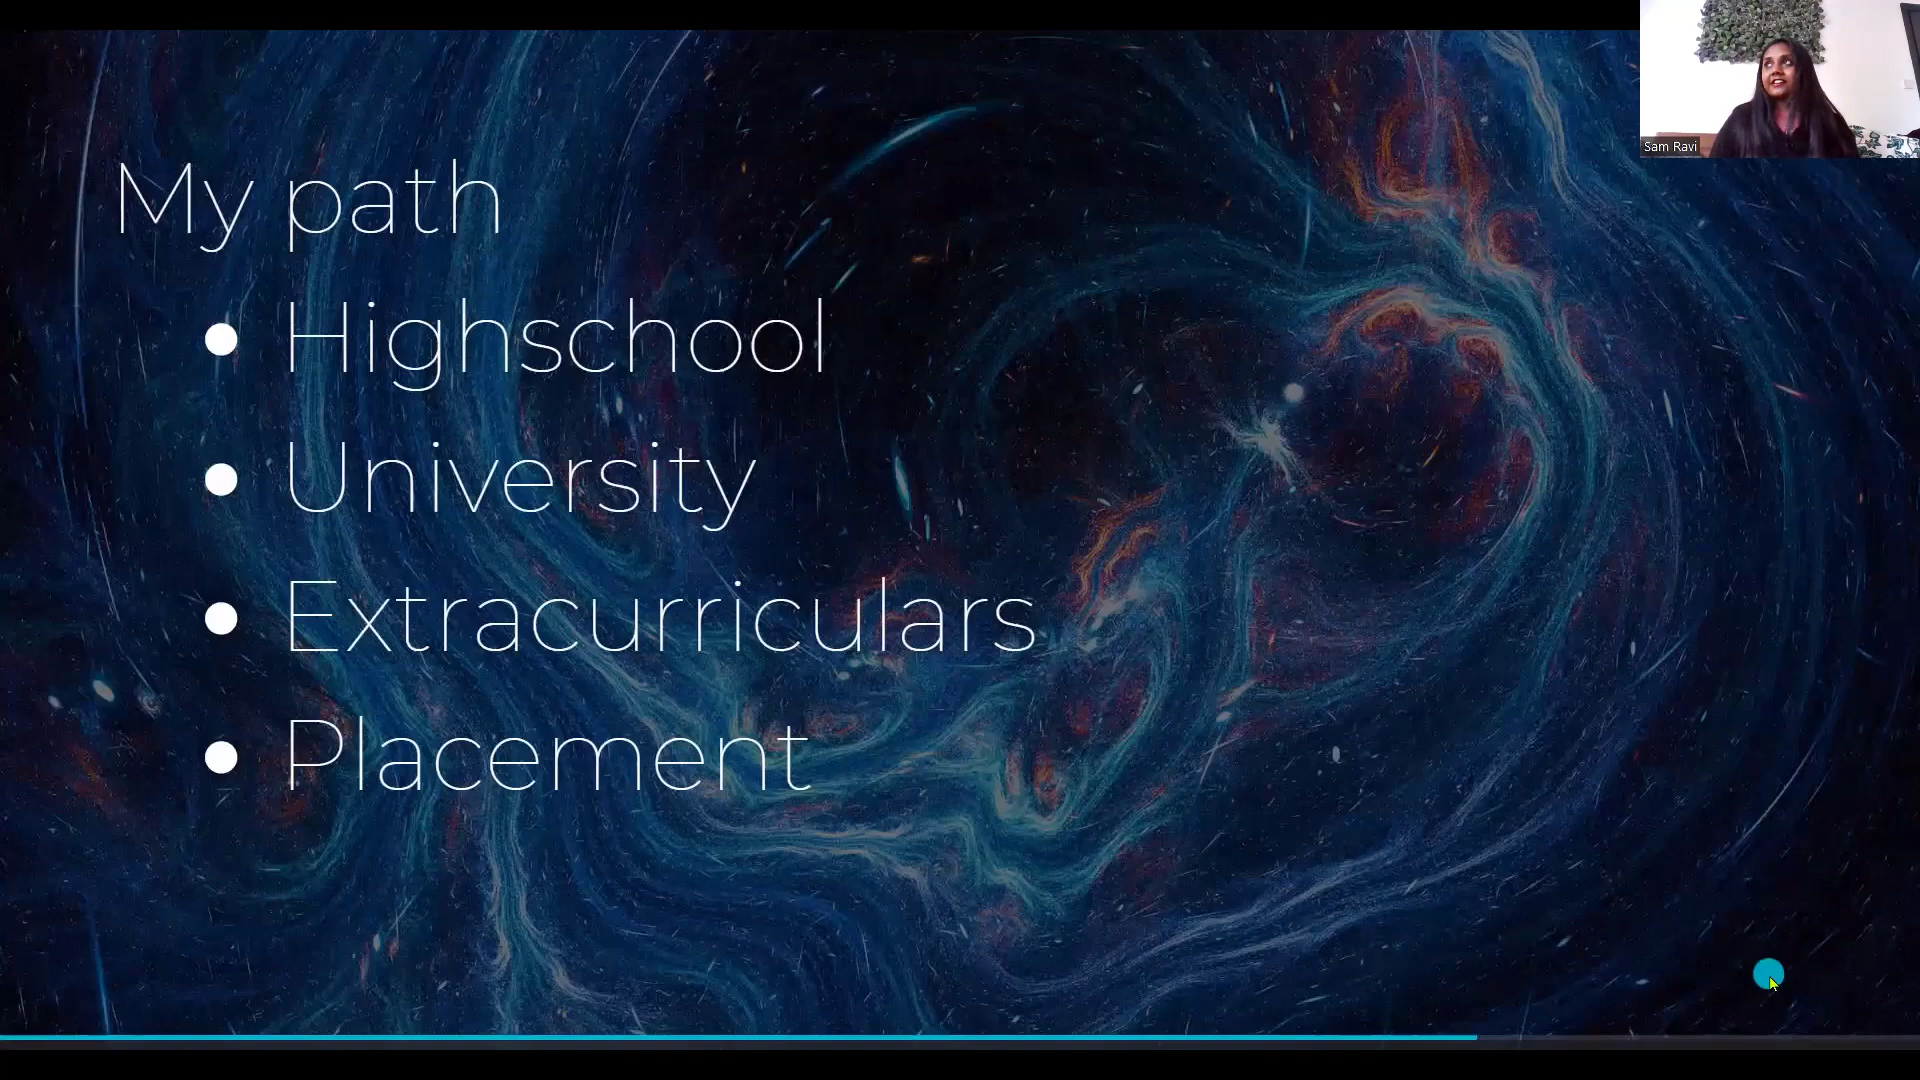 My path
• Highschool
• University
• Extracurriculars
• Placement
Sam Ravi